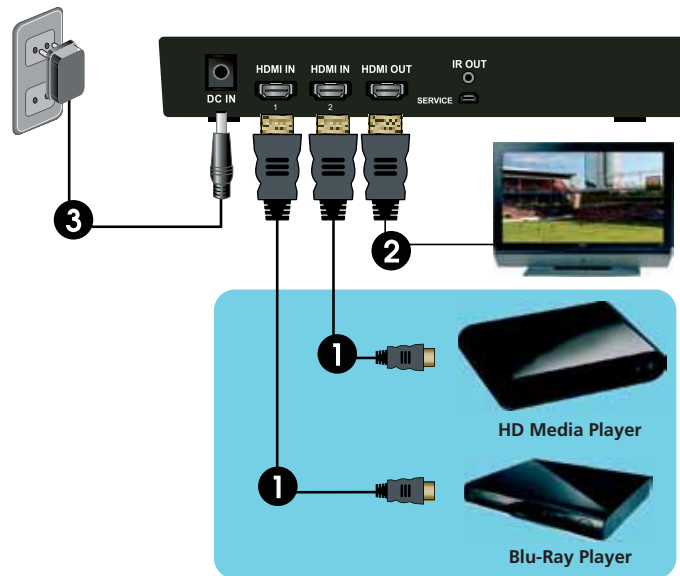 IR OUT
HDMI IN HDMI IN HDMI OUT
DC IN
1 2
SERVICE
3
2
1
HD Media Player
1
Blu-Ray Player